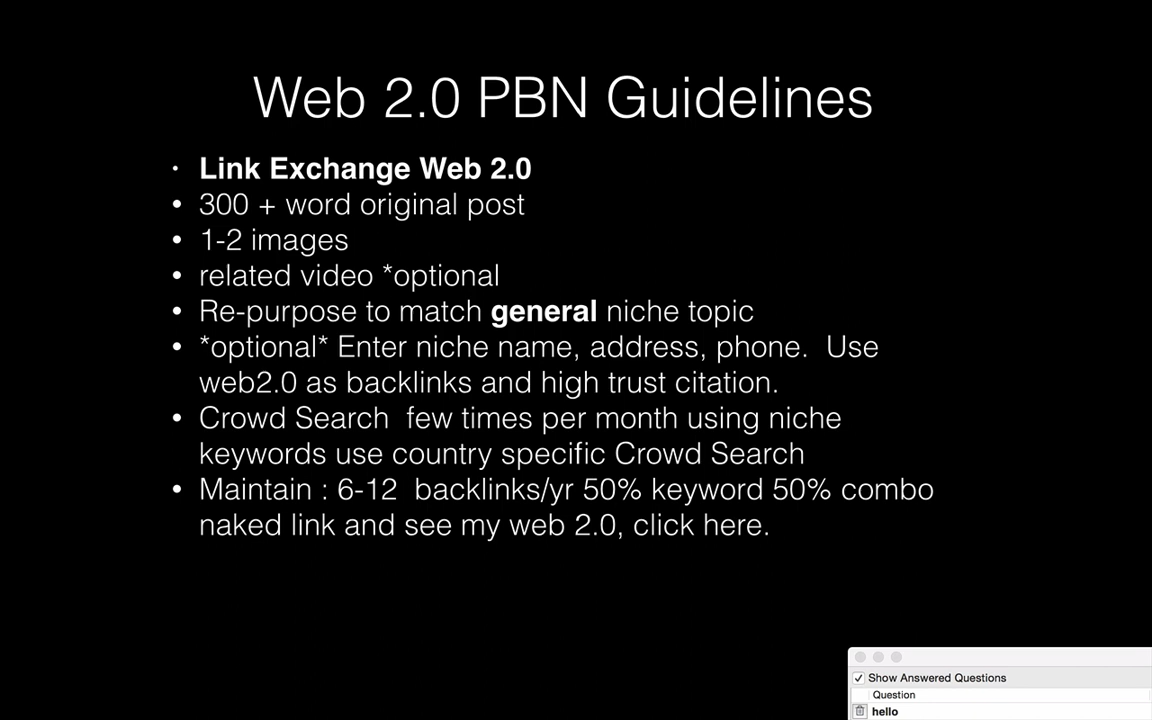 Web 2.0 PBN Guidelines
• Link Exchange Web 2.0
• 300 + word original post
• 1-2 images
• related video *optional
• Re-purpose to match general niche topic
• *optional* Enter niche name, address, phone.  Use
web2.0 as backlinks and high trust citation.
• Crowd Search  few times per month using niche
keywords use country specific Crowd Search
• Maintain : 6-12  backlinks/yr 50% keyword 50% combo
naked link and see my web 2.0, click here.
Show Answered Questions
Question
hello